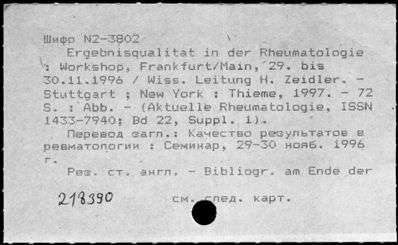 Шифр N2-3802
Ergebnisqualitat in der Rheumatologie
: Workshop, Frankfurt/Main, 29. bis
30.11.1996 / Wiss. Leitung H. Zeidler. -
Stuttgart ; New York : Thieme, 1997. - 72
S. : Abb. - (Aktuelle Rheumatologie, ISSN
1433-7940; Bd 22, Suppl. 1).
Перевод загл.: Качество результатов в
ревматологии : Семинар, 29-30 нояб. 1996
г.
Рез. ст. англ. - Bibliogr. am Ende der
218390 см. след. карт.